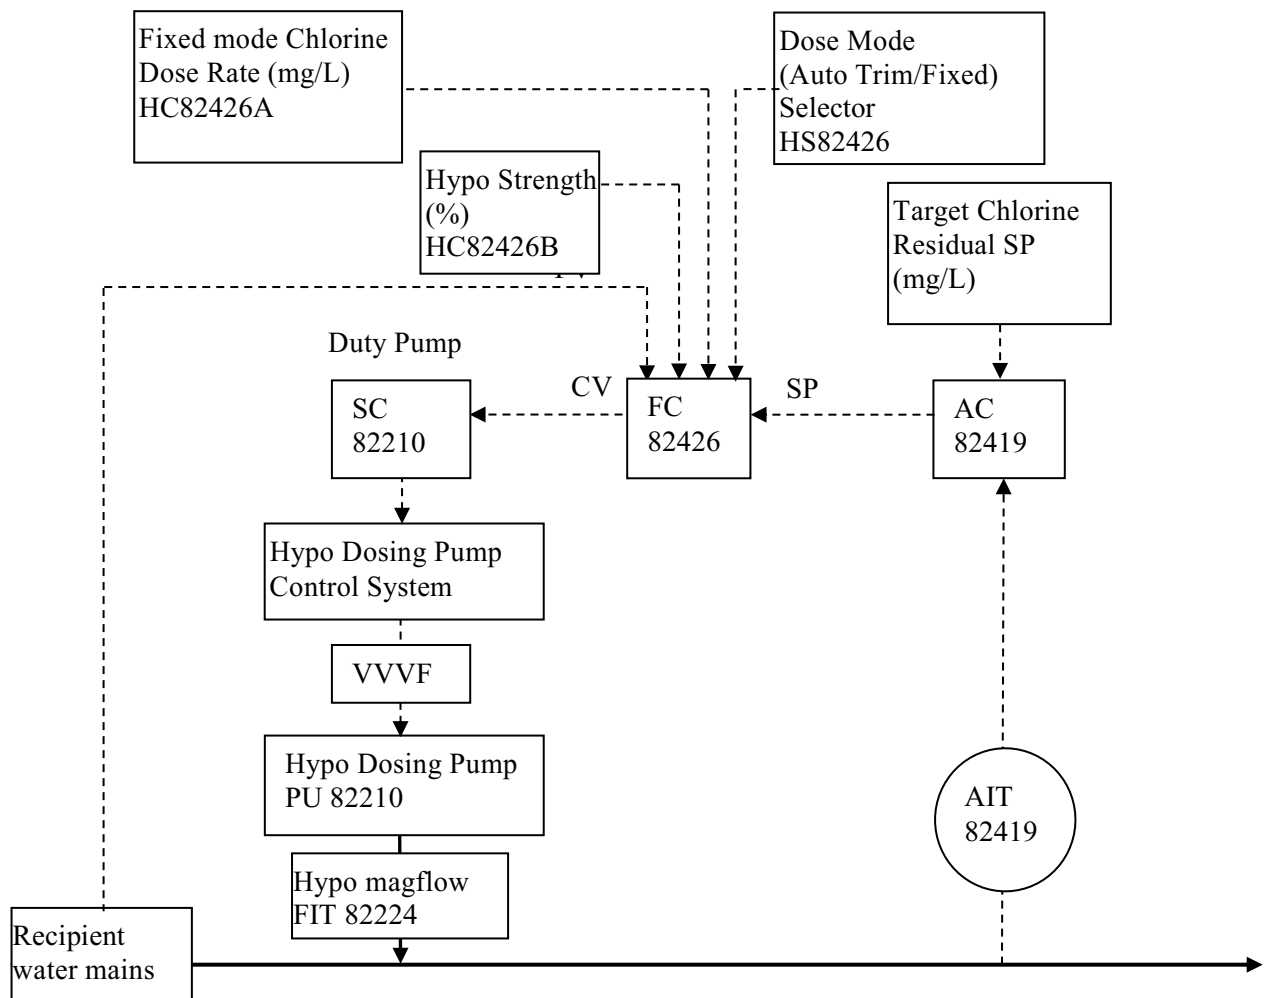 Fixed mode Chlorine
Dose Rate (mg/L)
HC82426A
Dose Mode
(Auto Trim/Fixed)
Selector
HS82426
Hypo Strength
(%)
HC82426B
Target Chlorine
Residual SP
(mg/L)
Duty Pump
SC
82210
CV
FC
82426
SP
AC
82419
Hypo Dosing Pump
Control System
VVVF
Hypo Dosing Pump
PU 82210
AIT
82419
Hypo magflow
FIT 82224
Recipient
water mains